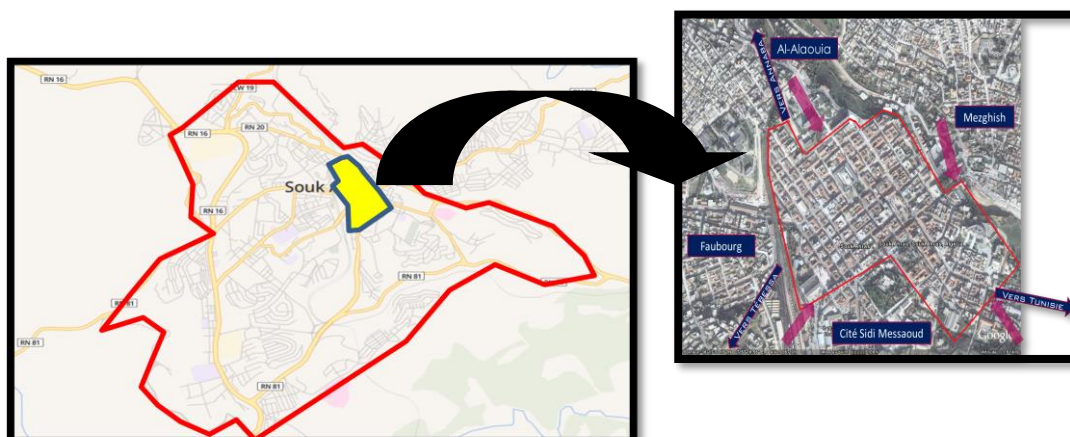 RN 16
W 19
RN 20
RN 16
Souk A
RN 16
RN 81
RN 81
RN 81
RN 81
Al-Alaouia
VERS ANNABA
Mezghish
Faubourg
VERS TEBESSA
VERS TUNISIE
Cité Sidi Messaoud
Google